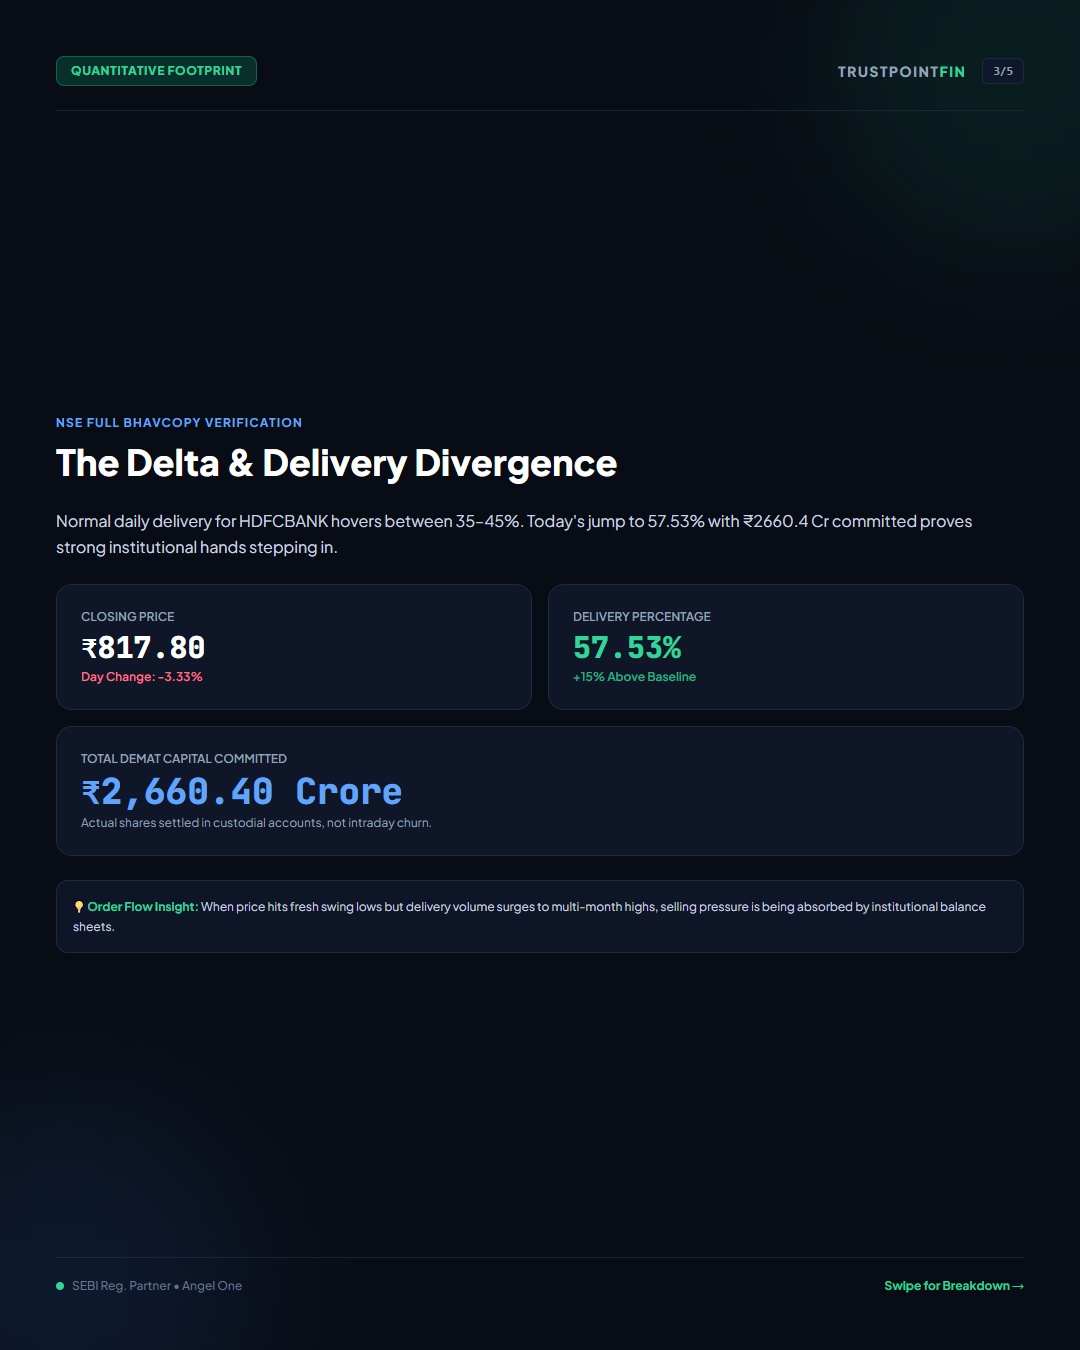 QUANTITATIVE FOOTPRINT
TRUSTPOINTFIN
3/5
NSE FULL BHAVCOPY VERIFICATION
The Delta & Delivery Divergence
Normal daily delivery for HDFCBANK hovers between 35–45%. Today's jump to 57.53% with ₹2660.4 Cr committed proves
strong institutional hands stepping in.
CLOSING PRICE
₹817.80
Day Change: -3.33%
DELIVERY PERCENTAGE
57.53%
+15% Above Baseline
TOTAL DEMAT CAPITAL COMMITTED
₹2,660.40 Crore
Actual shares settled in custodial accounts, not intraday churn.
💡 Order Flow Insight: When price hits fresh swing lows but delivery volume surges to multi-month highs, selling pressure is being absorbed by institutional balance
sheets.
SEBI Reg. Partner • Angel One
Swipe for Breakdown →